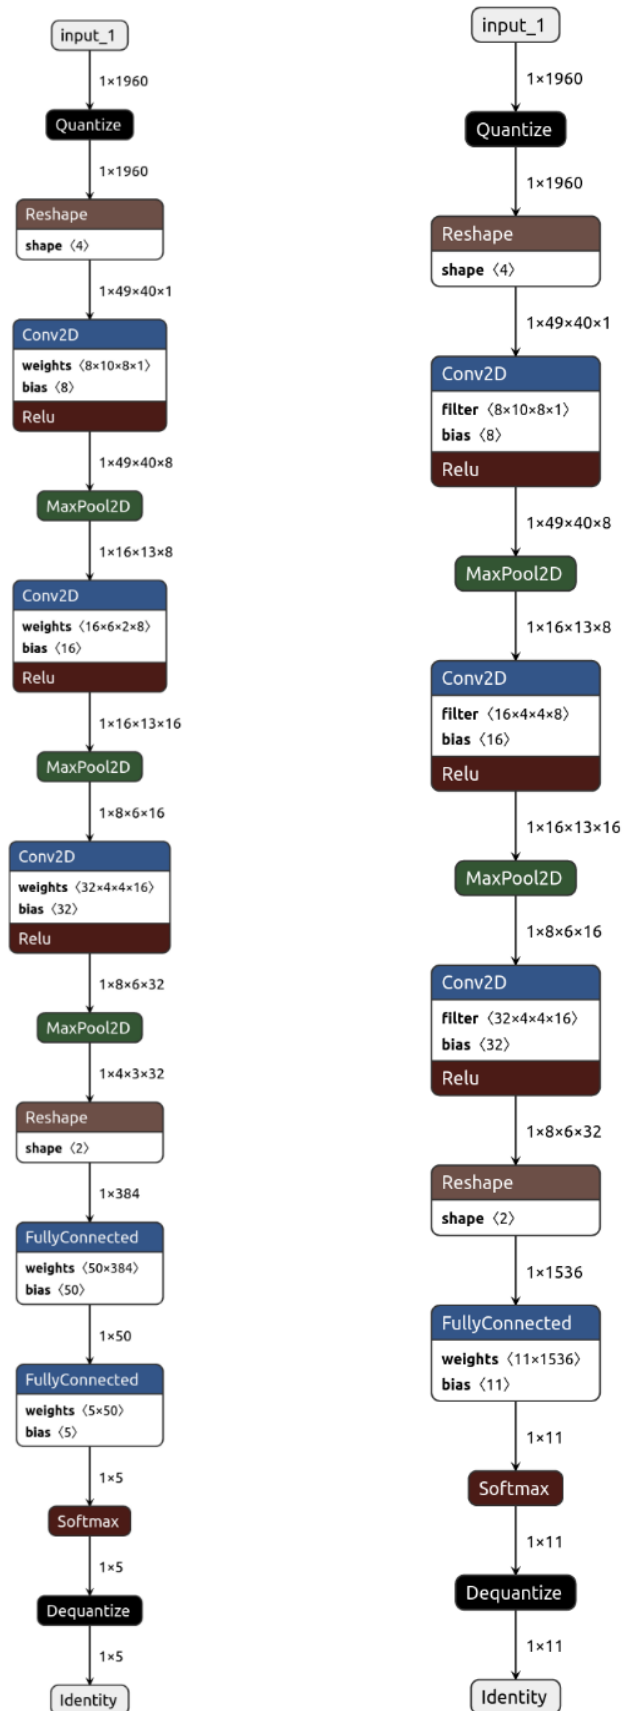 input_1
1×1960
Quantize
1×1960
Reshape
shape ⟨4⟩
1×49×40×1
Conv2D
weights ⟨8×10×8×1⟩
bias ⟨8⟩
Relu
1×49×40×8
MaxPool2D
1×16×13×8
Conv2D
weights ⟨16×6×2×8⟩
bias ⟨16⟩
Relu
1×16×13×16
MaxPool2D
1×8×6×16
Conv2D
weights ⟨32×4×4×16⟩
bias ⟨32⟩
Relu
1×8×6×32
MaxPool2D
1×4×3×32
Reshape
shape ⟨2⟩
1×384
FullyConnected
weights ⟨50×384⟩
bias ⟨50⟩
1×50
FullyConnected
weights ⟨5×50⟩
bias ⟨5⟩
1×5
Softmax
1×5
Dequantize
1×5
Identity
input_1
1×1960
Quantize
1×1960
Reshape
shape ⟨4⟩
1×49×40×1
Conv2D
filter ⟨8×10×8×1⟩
bias ⟨8⟩
Relu
1×49×40×8
MaxPool2D
1×16×13×8
Conv2D
filter ⟨16×4×4×8⟩
bias ⟨16⟩
Relu
1×16×13×16
MaxPool2D
1×8×6×16
Conv2D
filter ⟨32×4×4×16⟩
bias ⟨32⟩
Relu
1×8×6×32
Reshape
shape ⟨2⟩
1×1536
FullyConnected
weights ⟨11×1536⟩
bias ⟨11⟩
1×11
Softmax
1×11
Dequantize
1×11
Identity